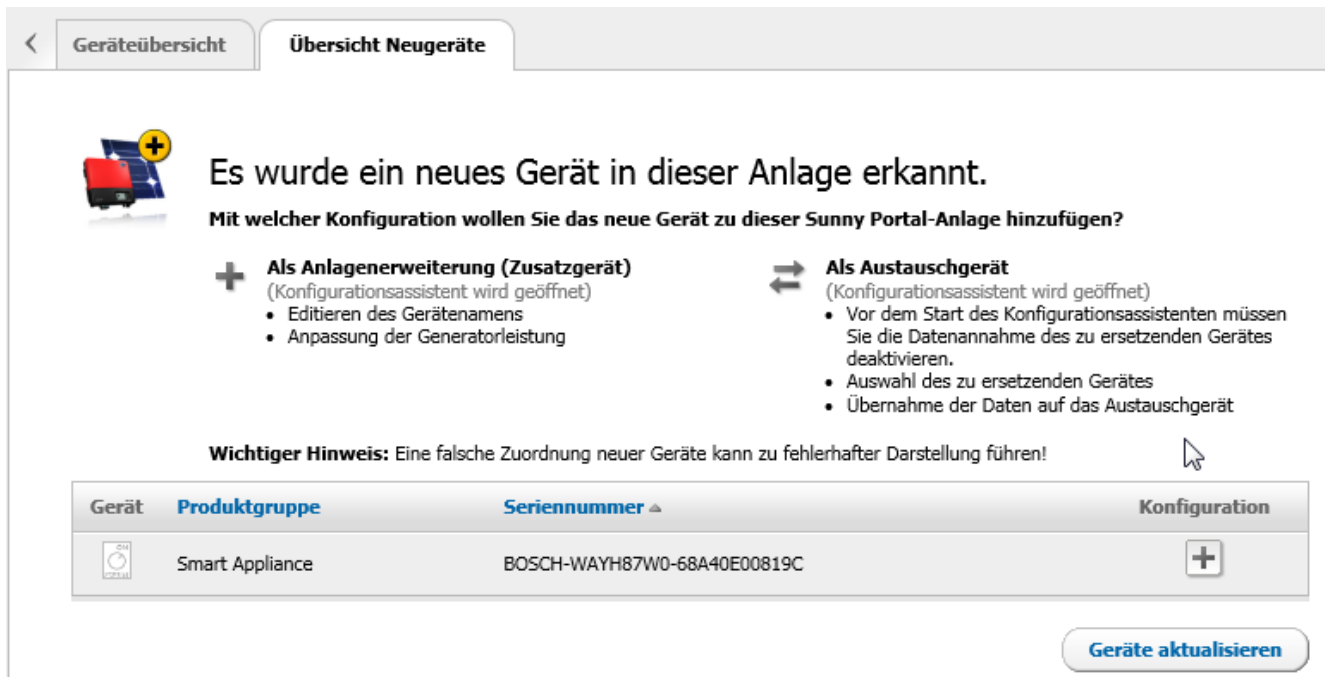 Geräteübersicht
Übersicht Neugeräte
Es wurde ein neues Gerät in dieser Anlage erkannt.
Mit welcher Konfiguration wollen Sie das neue Gerät zu dieser Sunny Portal-Anlage hinzufügen?
Als Anlagenerweiterung (Zusatzgerät)
(Konfigurationsassistent wird geöffnet)
• Editieren des Gerätenamens
• Anpassung der Generatorleistung
Als Austauschgerät
(Konfigurationsassistent wird geöffnet)
• Vor dem Start des Konfigurationsassistenten müssen
Sie die Datenannahme des zu ersetzenden Gerätes
deaktivieren.
• Auswahl des zu ersetzenden Gerätes
• Übernahme der Daten auf das Austauschgerät
Wichtiger Hinweis: Eine falsche Zuordnung neuer Geräte kann zu fehlerhafter Darstellung führen!
Gerät Produktgruppe Seriennummer Konfiguration
Smart Appliance BOSCH-WAYH87W0-68A40E00819C
Geräte aktualisieren